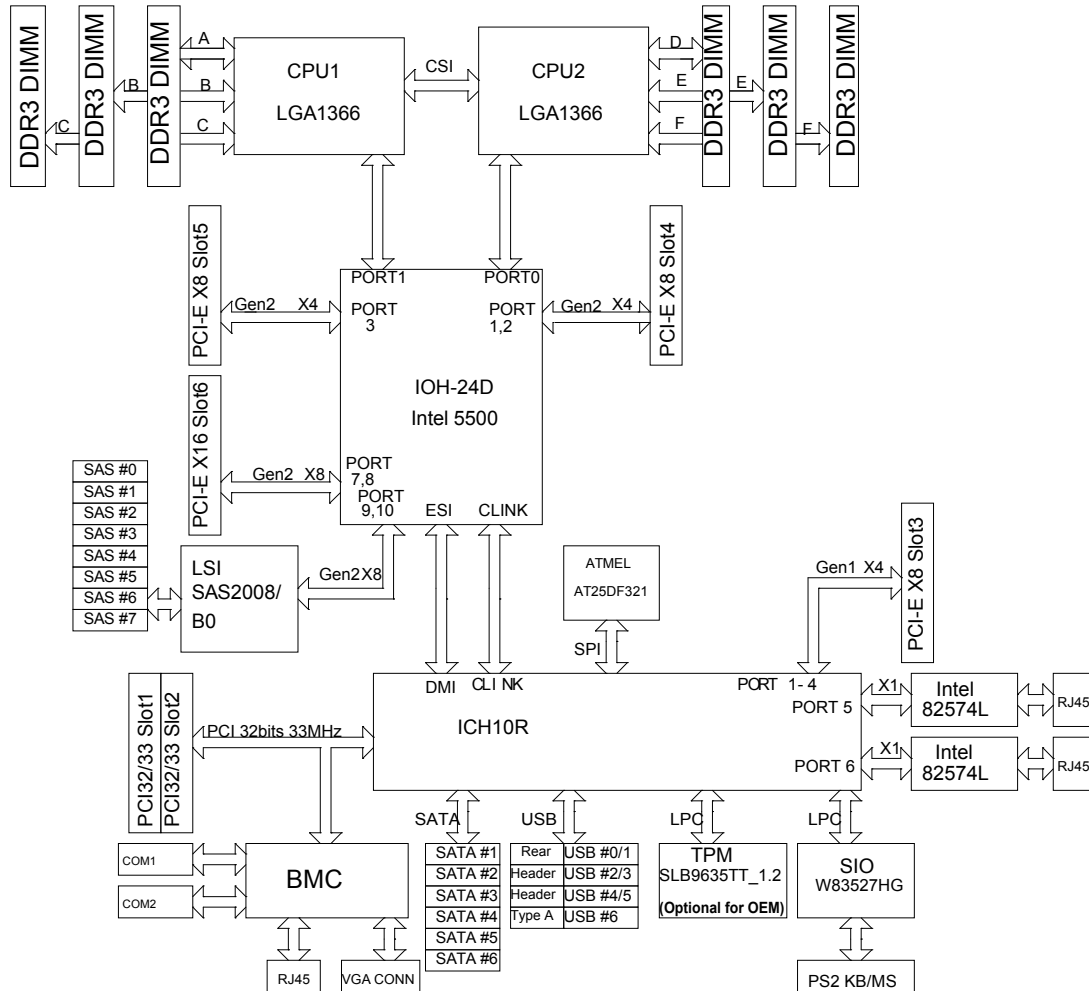 DDR3 DIMM
DDR3 DIMM
DDR3 DIMM
A
B
B
C
C
CPU1
LGA1366
CSI
CPU2
LGA1366
D
E
E
F
F
DDR3 DIMM
DDR3 DIMM
DDR3 DIMM
PCI-E X8 Slot5
Gen2 X4
PORT1
PORT0
PORT
3
PORT
1,2
Gen2 X4
PCI-E X8 Slot4
IOH-24D
Intel 5500
PCI-E X16 Slot6
Gen2 X8
PORT
7,8
PORT
9,10
ESI
CLINK
SAS #0
SAS #1
SAS #2
SAS #3
SAS #4
SAS #5
SAS #6
SAS #7
LSI
SAS2008/
B0
Gen2X8
ATMEL
AT25DF321
SPI
Gen1 X4
PCI-E X8 Slot3
PCI32/33 Slot1
PCI32/33 Slot2
PCI 32bits 33MHz
DMI
CLI NK
ICH10R
PORT 1-4
PORT 5
PORT 6
X1
Intel
82574L
RJ45
X1
Intel
82574L
RJ45
SATA
USB
LPC
LPC
COM1
COM2
BMC
RJ45
VGA CONN
SATA #1
SATA #2
SATA #3
SATA #4
SATA #5
SATA #6
Rear USB #0/1
Header USB #2/3
Header USB #4/5
Type A USB #6
TPM
SLB9635TT_1.2
(Optional for OEM)
SIO
W83527HG
PS2 KB/MS